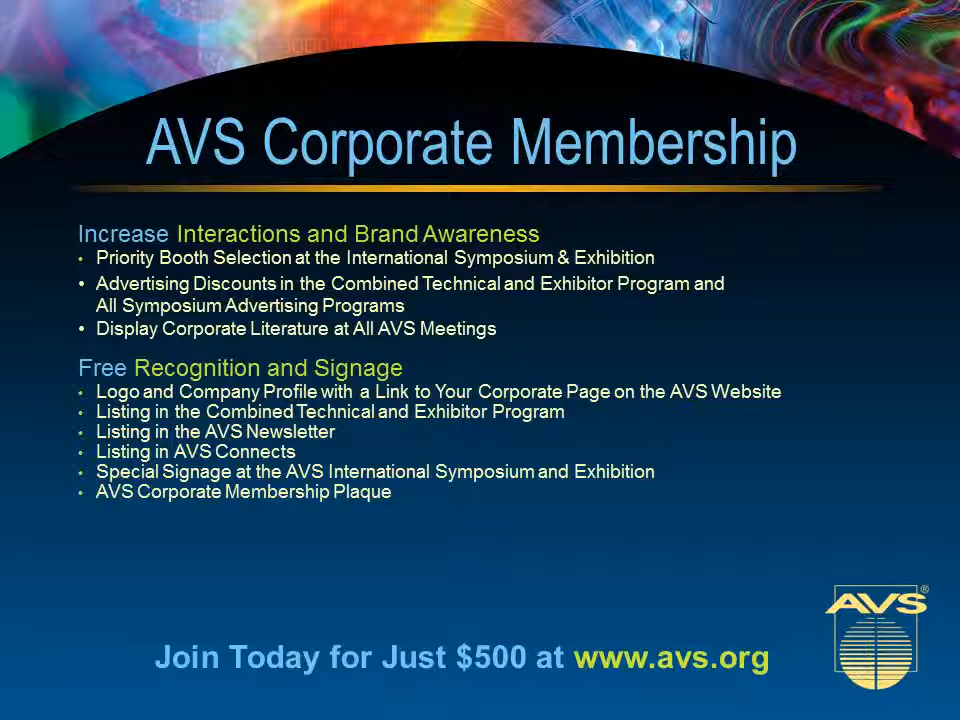 AVS Corporate Membership
Increase Interactions and Brand Awareness
• Priority Booth Selection at the International Symposium & Exhibition
• Advertising Discounts in the Combined Technical and Exhibitor Program and
All Symposium Advertising Programs
• Display Corporate Literature at All AVS Meetings
Free Recognition and Signage
• Logo and Company Profile with a Link to Your Corporate Page on the AVS Website
• Listing in the Combined Technical and Exhibitor Program
• Listing in the AVS Newsletter
• Listing in AVS Connects
• Special Signage at the AVS International Symposium and Exhibition
• AVS Corporate Membership Plaque
AVS®
Join Today for Just $500 at www.avs.org